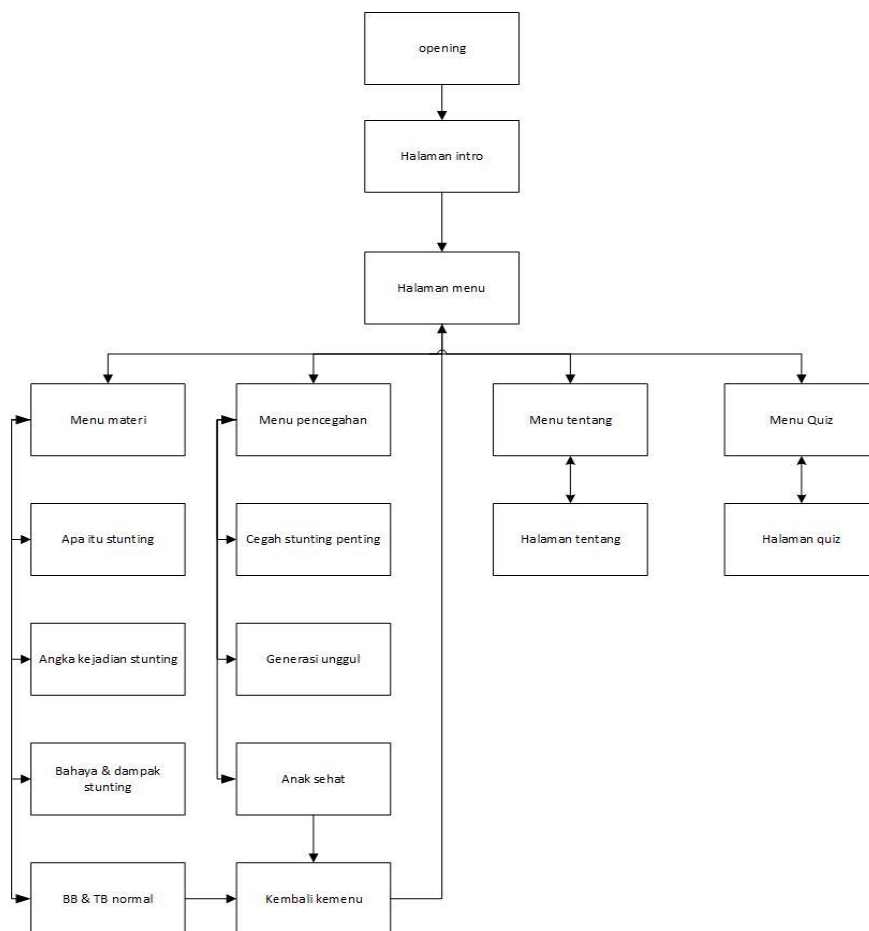 opening
Halaman intro
Halaman menu
Menu materi
Menu pencegahan
Menu tentang
Menu Quiz
Apa itu stunting
Cegah stunting penting
Halaman tentang
Halaman quiz
Angka kejadian stunting
Generasi unggul
Bahaya & dampak
stunting
Anak sehat
BB & TB normal
Kembali kemenu